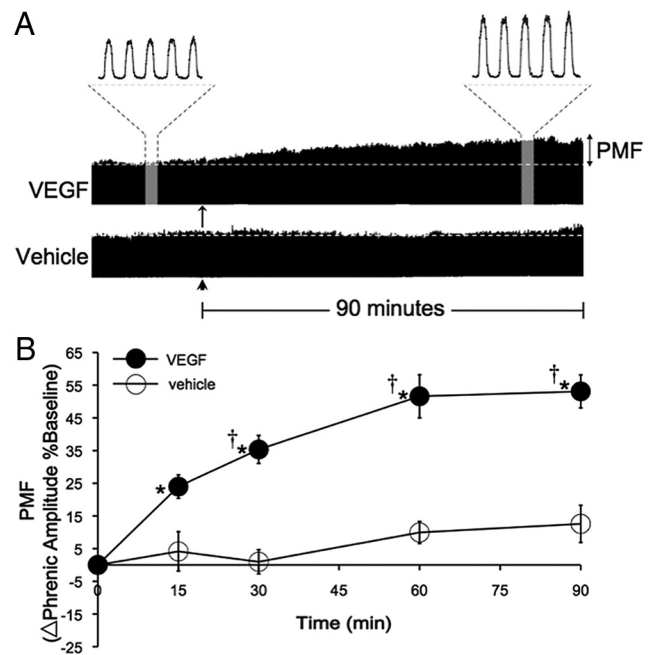 A
PMF
VEGF
Vehicle
90 minutes
B
65
VEGF
55
vehicle
45
35
25
15
5
-5
-15
-25
PMF
(△Phrenic Amplitude %Baseline)
†
*
†
*
†
*
*
0 15 30 45 60 75 90
Time (min)